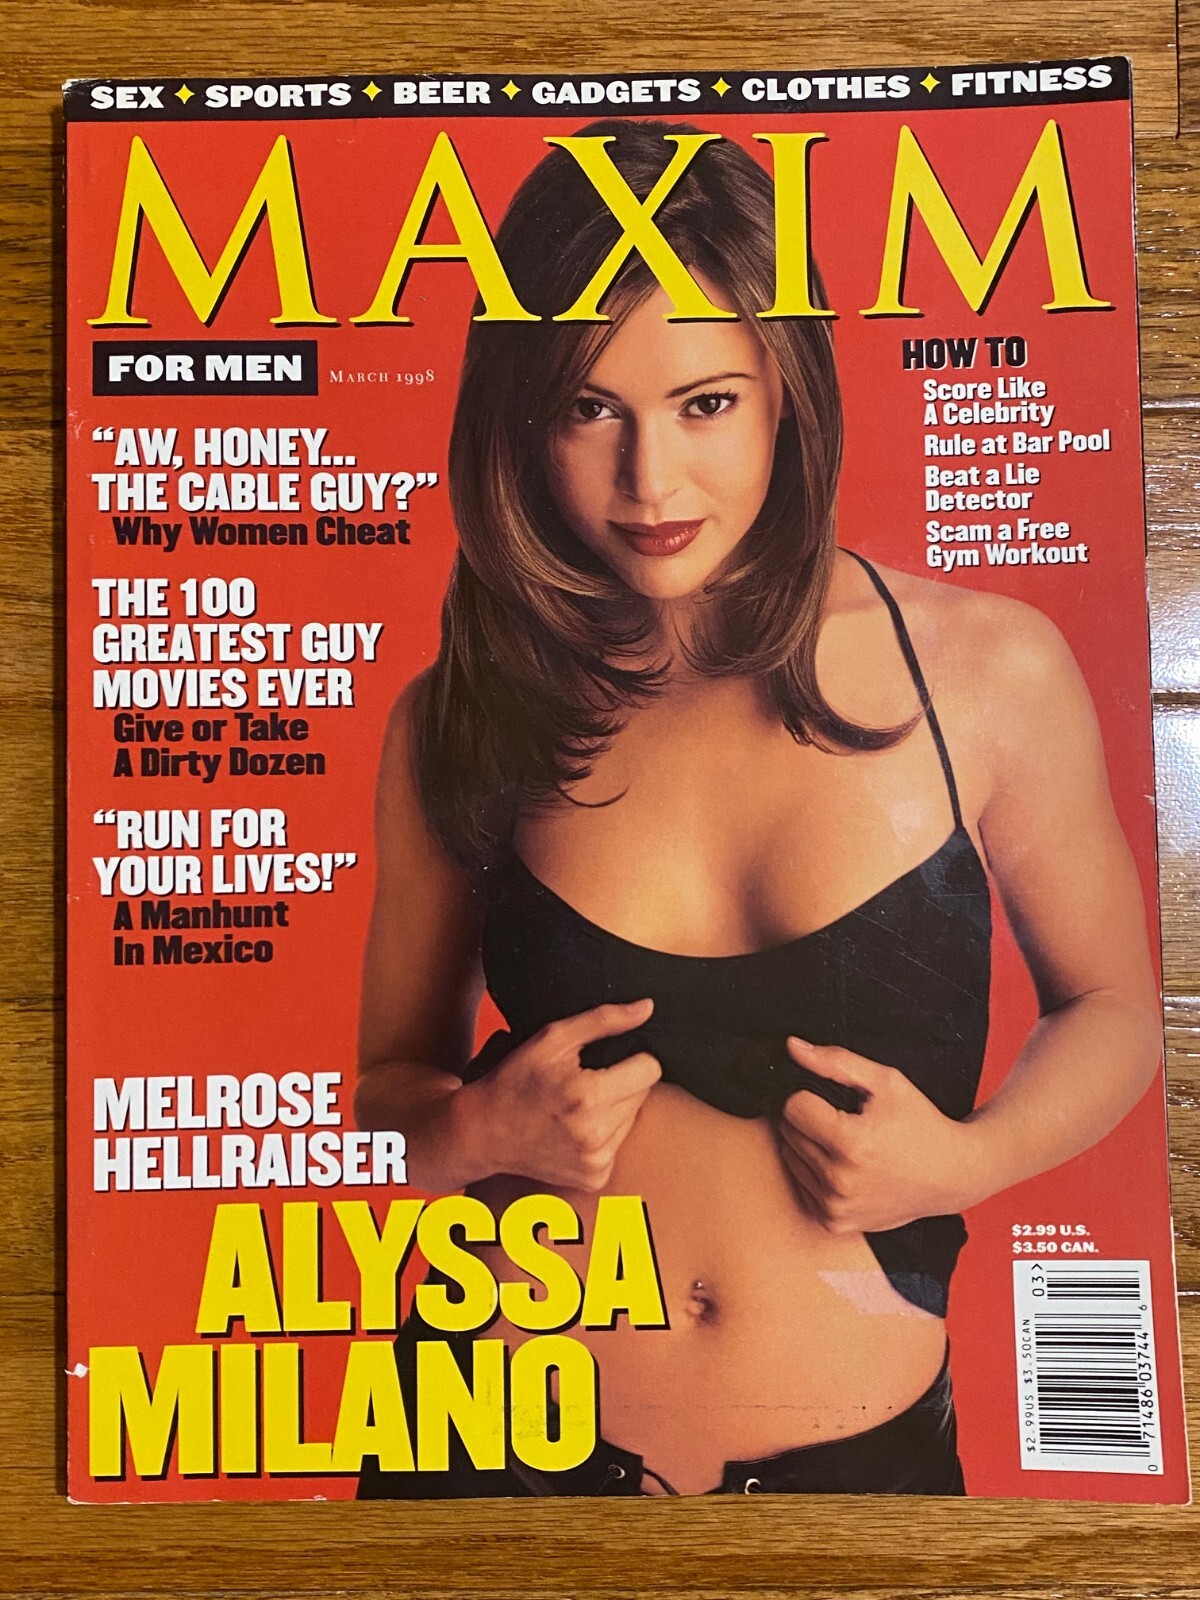 SEX ✦ SPORTS ✦ BEER ✦ GADGETS ✦ CLOTHES ✦ FITNESS
MAXIM
FOR MEN
MARCH 1998
“AW, HONEY...
THE CABLE GUY?”
Why Women Cheat
THE 100
GREATEST GUY
MOVIES EVER
Give or Take
A Dirty Dozen
“RUN FOR
YOUR LIVES!”
A Manhunt
In Mexico
MELROSE
HELLRAISER
ALYSSA
MILANO
HOW TO
Score Like
A Celebrity
Rule at Bar Pool
Beat a Lie
Detector
Scam a Free
Gym Workout
$2.99 U.S.
$3.50 CAN.
03>
$2.99US $3.50CAN
0 71486 03744 6